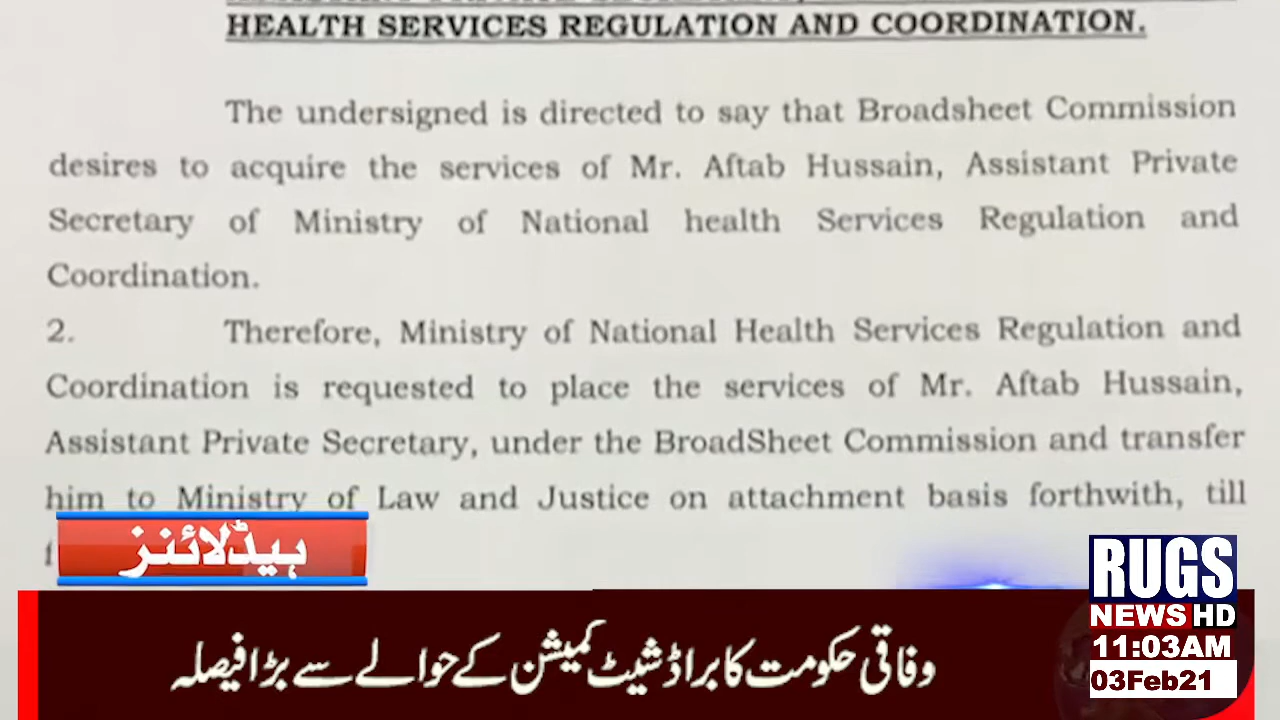 HEALTH SERVICES REGULATION AND COORDINATION.
The undersigned is directed to say that Broadsheet Commission
desires to acquire the services of Mr. Aftab Hussain, Assistant Private
Secretary of Ministry of National health Services Regulation and
Coordination.
2. Therefore, Ministry of National Health Services Regulation and
Coordination is requested to place the services of Mr. Aftab Hussain,
Assistant Private Secretary, under the BroadSheet Commission and transfer
him to Ministry of Law and Justice on attachment basis forthwith, till
ہیڈلائنز
وفاقی حکومت کا براڈ شیٹ کمیشن کے حوالے سے بڑا فیصلہ
RUGS
NEWS HD
11:03AM
03Feb21